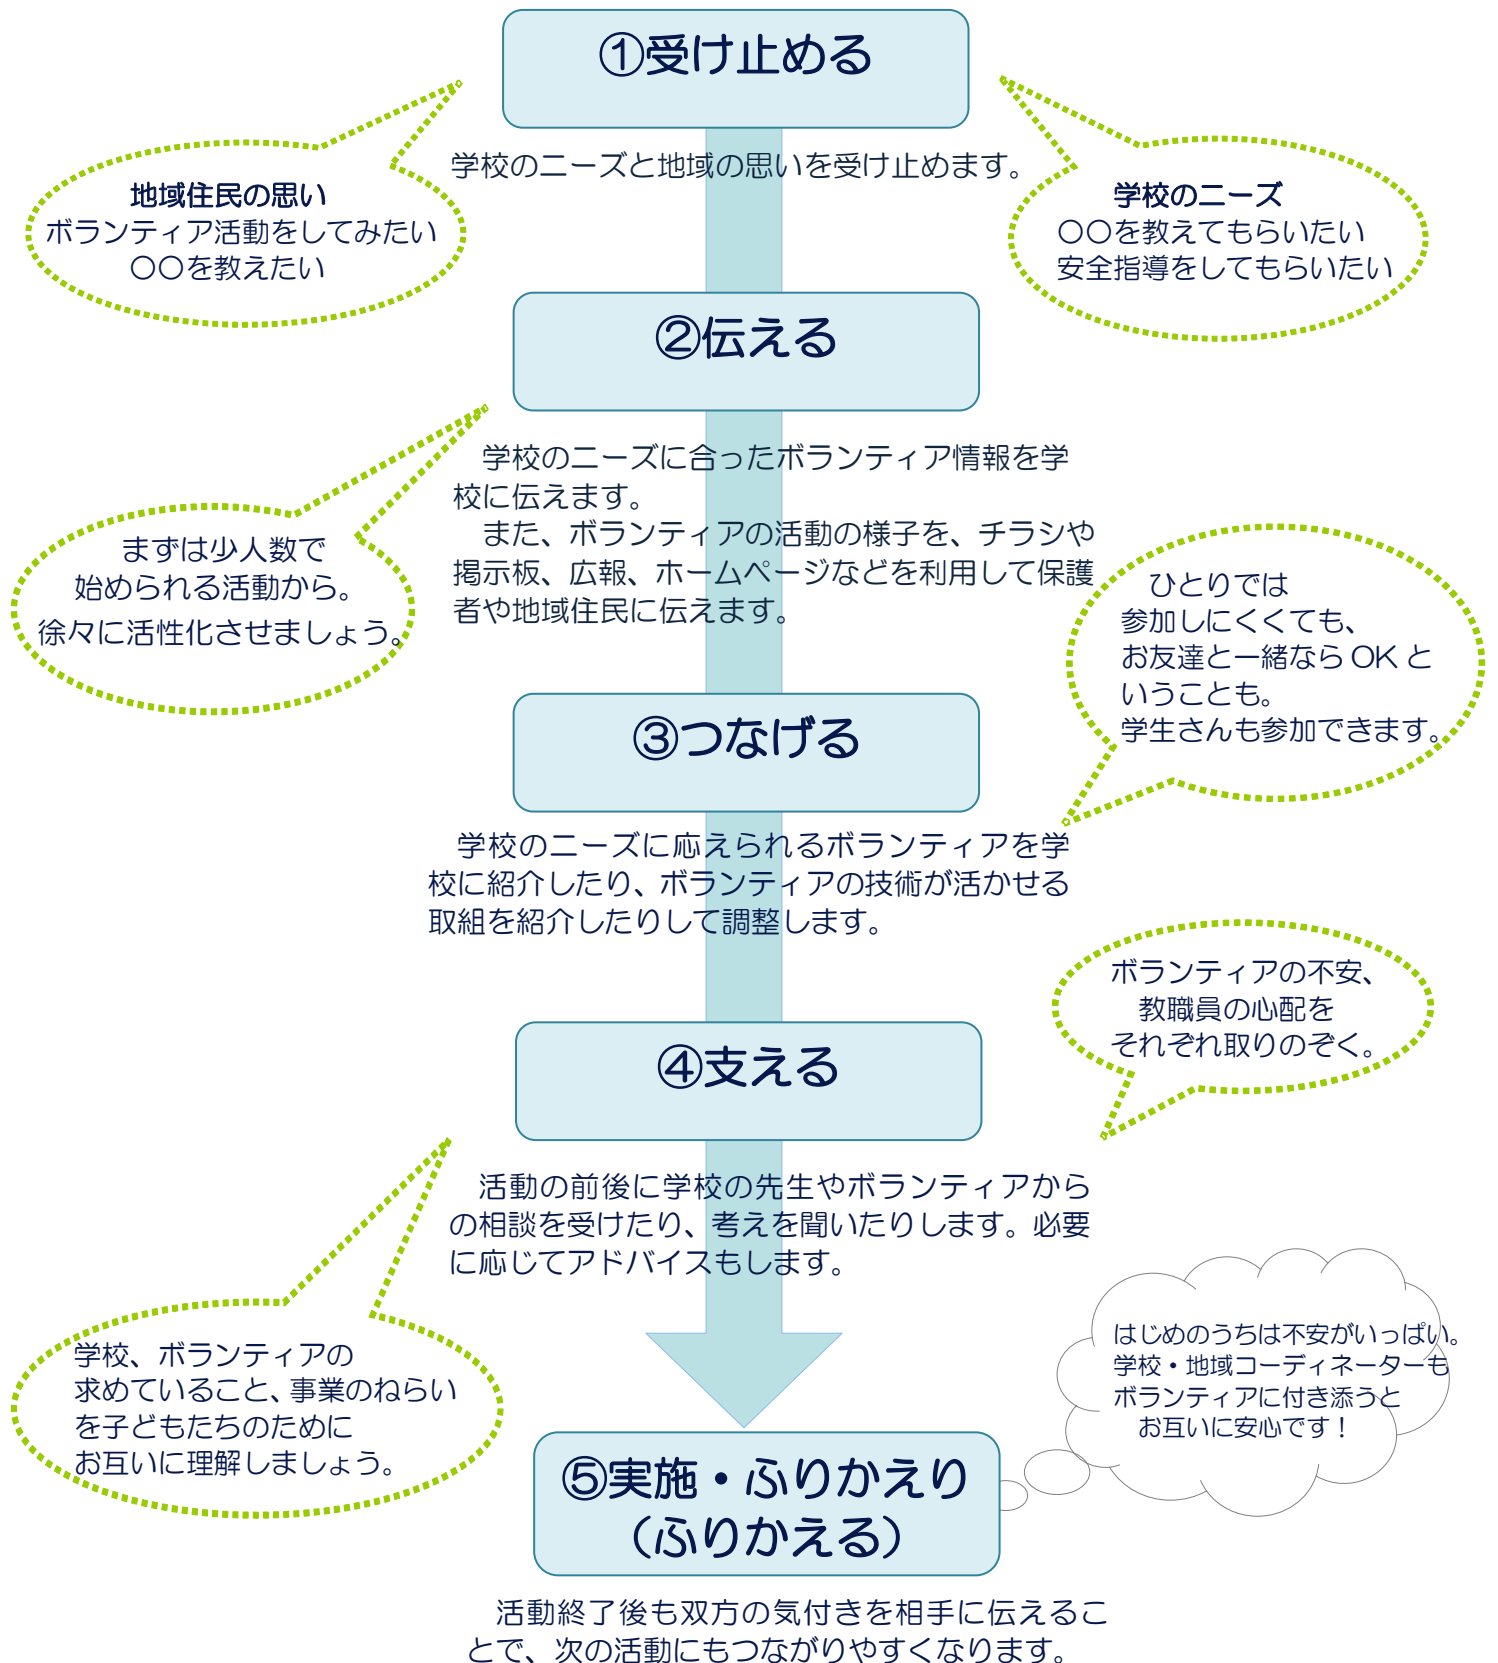 ①受け止める
学校のニーズと地域の思いを受け止めます。
地域住民の思い
ボランティア活動をしてみたい
〇〇を教えたい
学校のニーズ
〇〇を教えてもらいたい
安全指導をしてもらいたい
②伝える
学校のニーズに合ったボランティア情報を学
校に伝えます。
また、ボランティアの活動の様子を、チラシや
掲示板、広報、ホームページなどを利用して保護
者や地域住民に伝えます。
まずは少人数で
始められる活動から。
徐々に活性化させましょう。
ひとりでは
参加しにくくても、
お友達と一緒ならOKと
いうことも。
学生さんも参加できます。
③つなげる
学校のニーズに応えられるボランティアを学
校に紹介したり、ボランティアの技術が活かせる
取組を紹介したりして調整します。
ボランティアの不安、
教職員の心配を
それぞれ取りのぞく。
④支える
活動の前後に学校の先生やボランティアから
の相談を受けたり、考えを聞いたりします。必要
に応じてアドバイスもします。
学校、ボランティアの
求めていること、事業のねらい
を子どもたちのために
お互いに理解しましょう。
はじめのうちは不安がいっぱい。
学校・地域コーディネーターも
ボランティアに付き添うと
お互いに安心です！
⑤実施・ふりかえり
（ふりかえる）
活動終了後も双方の気付きを相手に伝えるこ
とで、次の活動にもつながりやすくなります。